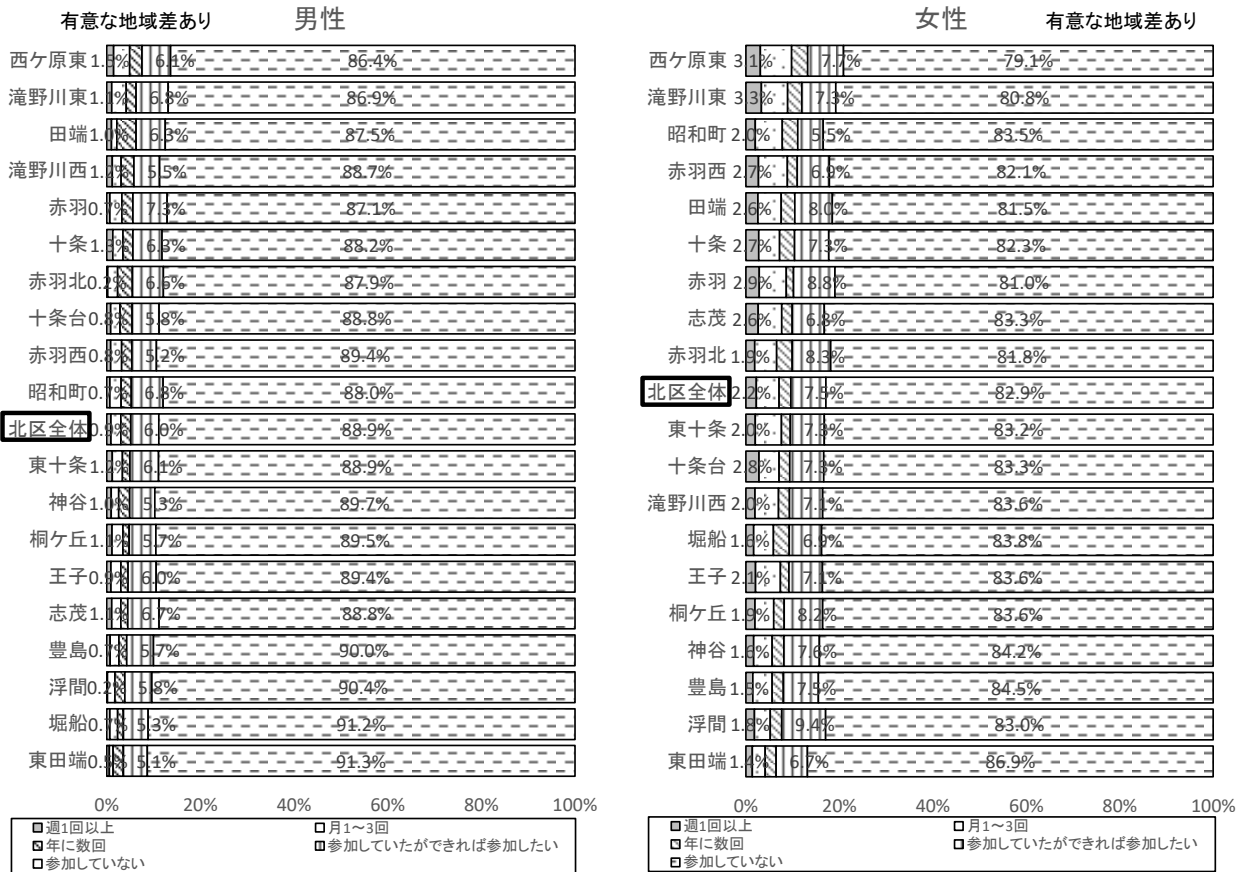 有意な地域差あり 男性
西ケ原東 1.5% 6.1% 86.4%
滝野川東 1.1% 6.8% 86.9%
田端 1.0% 6.3% 87.5%
滝野川西 1.2% 5.5% 88.7%
赤羽 0.7% 7.3% 87.1%
十条 1.3% 6.3% 88.2%
赤羽北 0.2% 6.6% 87.9%
十条台 0.8% 5.8% 88.8%
赤羽西 0.8% 5.2% 89.4%
昭和町 0.7% 6.8% 88.0%
北区全体 0.9% 6.0% 88.9%
東十条 1.2% 6.1% 88.9%
神谷 1.0% 5.3% 89.7%
桐ケ丘 1.1% 5.7% 89.5%
王子 0.9% 6.0% 89.4%
志茂 1.1% 6.7% 88.8%
豊島 0.7% 5.7% 90.0%
浮間 0.2% 5.8% 90.4%
堀船 0.7% 5.3% 91.2%
東田端 0.5% 5.1% 91.3%
0% 20% 40% 60% 80% 100%
週1回以上 月1～3回
年に数回 参加していたができれば参加したい
参加していない
女性 有意な地域差あり
西ケ原東 3.1% 7.7% 79.1%
滝野川東 3.3% 7.3% 80.8%
昭和町 2.0% 5.5% 83.5%
赤羽西 2.7% 6.9% 82.1%
田端 2.6% 8.0% 81.5%
十条 2.7% 7.3% 82.3%
赤羽 2.9% 8.8% 81.0%
志茂 2.6% 6.8% 83.3%
赤羽北 1.9% 8.3% 81.8%
北区全体 2.2% 7.5% 82.9%
東十条 2.0% 7.3% 83.2%
十条台 2.8% 7.3% 83.3%
滝野川西 2.0% 7.1% 83.6%
堀船 1.6% 6.9% 83.8%
王子 2.1% 7.1% 83.6%
桐ケ丘 1.9% 8.2% 83.6%
神谷 1.6% 7.6% 84.2%
豊島 1.5% 7.5% 84.5%
浮間 1.8% 9.4% 83.0%
東田端 1.4% 6.7% 86.9%
0% 20% 40% 60% 80% 100%
週1回以上 月1～3回
年に数回 参加していたができれば参加したい
参加していない